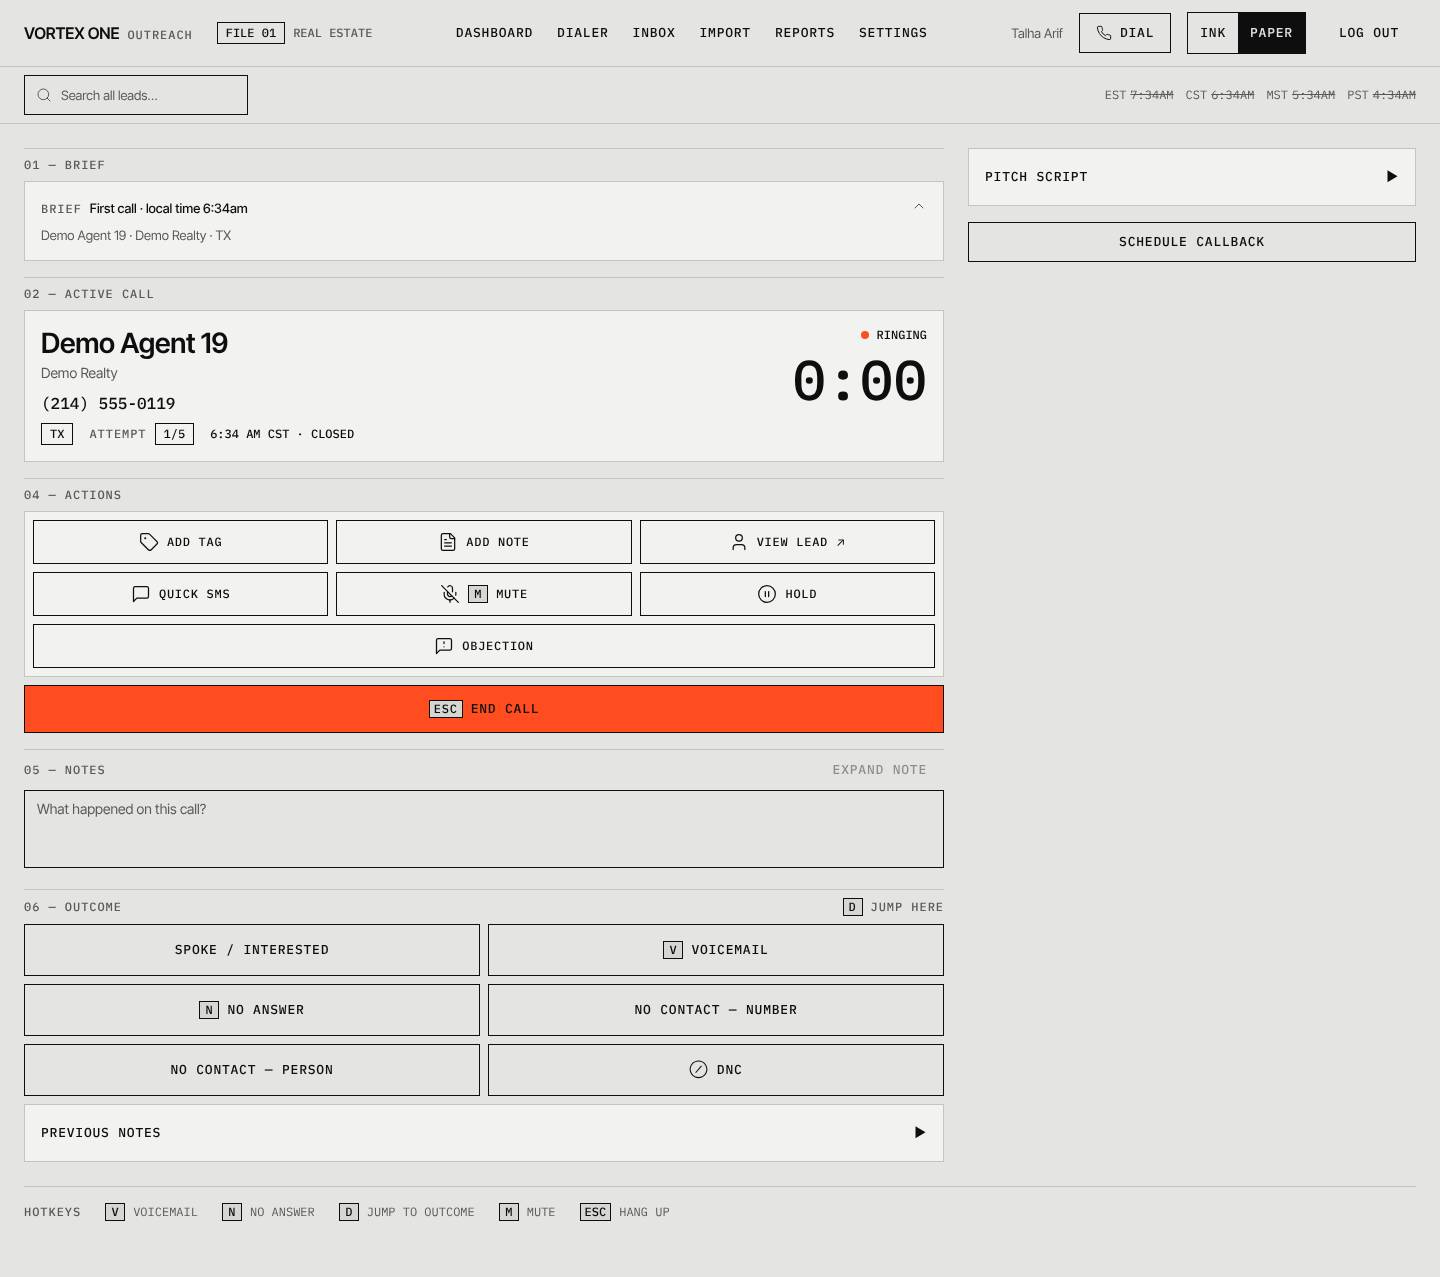 VORTEX ONE OUTREACH FILE 01 REAL ESTATE DASHBOARD DIALER INBOX IMPORT REPORTS SETTINGS Talha Arif DIAL INK PAPER LOG OUT
Search all leads... EST 7:34AM CST 6:34AM MST 5:34AM PST 4:34AM
01 — BRIEF
BRIEF First call · local time 6:34am
Demo Agent 19 · Demo Realty · TX
PITCH SCRIPT
SCHEDULE CALLBACK
02 — ACTIVE CALL
Demo Agent 19
Demo Realty
(214) 555-0119
TX ATTEMPT 1/5 6:34 AM CST · CLOSED
RINGING
0:00
04 — ACTIONS
ADD TAG ADD NOTE VIEW LEAD ↗
QUICK SMS M MUTE HOLD
OBJECTION
ESC END CALL
05 — NOTES EXPAND NOTE
What happened on this call?
06 — OUTCOME D JUMP HERE
SPOKE / INTERESTED V VOICEMAIL
N NO ANSWER NO CONTACT — NUMBER
NO CONTACT — PERSON DNC
PREVIOUS NOTES
HOTKEYS V VOICEMAIL N NO ANSWER D JUMP TO OUTCOME M MUTE ESC HANG UP